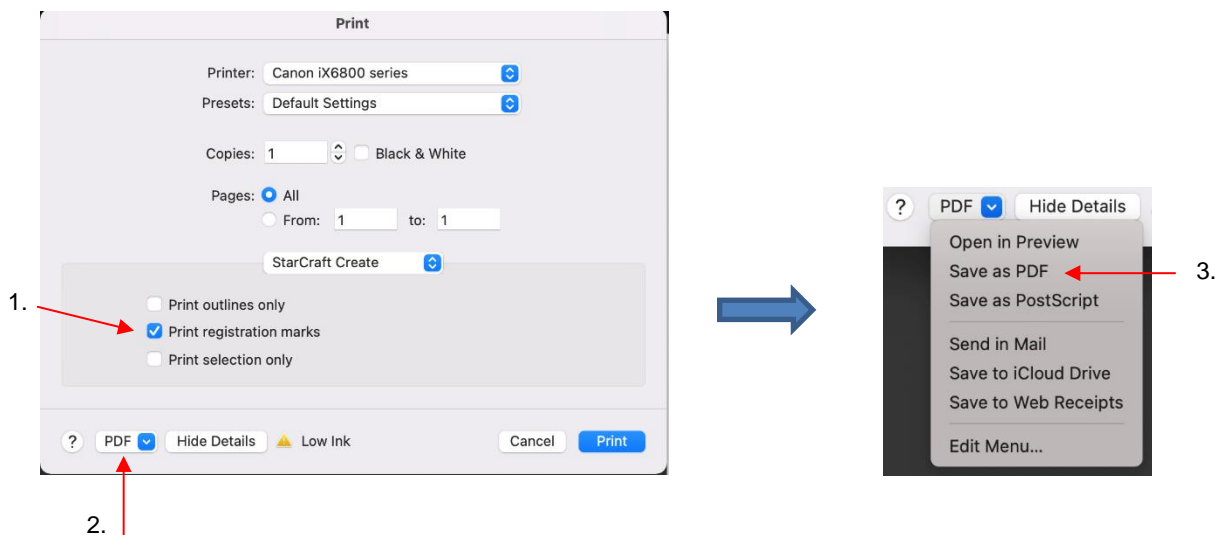 Print
Printer: Canon iX6800 series
Presets: Default Settings
Copies: 1 Black & White
Pages: All
From: 1 to: 1
StarCraft Create
1.
Print outlines only
Print registration marks
Print selection only
? PDF Hide Details Low Ink Cancel Print
2.
? PDF Hide Details
Open in Preview
Save as PDF
3.
Save as PostScript
Send in Mail
Save to iCloud Drive
Save to Web Receipts
Edit Menu...